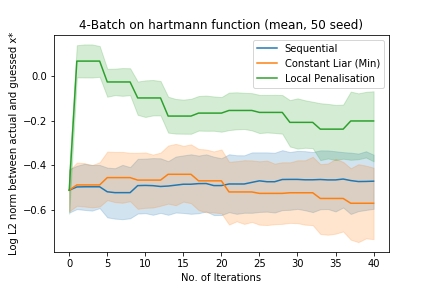 4-Batch on hartmann function (mean, 50 seed)
Log L2 norm between actual and guessed x*
0.0
−0.2
−0.4
−0.6
Sequential
Constant Liar (Min)
Local Penalisation
0 5 10 15 20 25 30 35 40
No. of Iterations